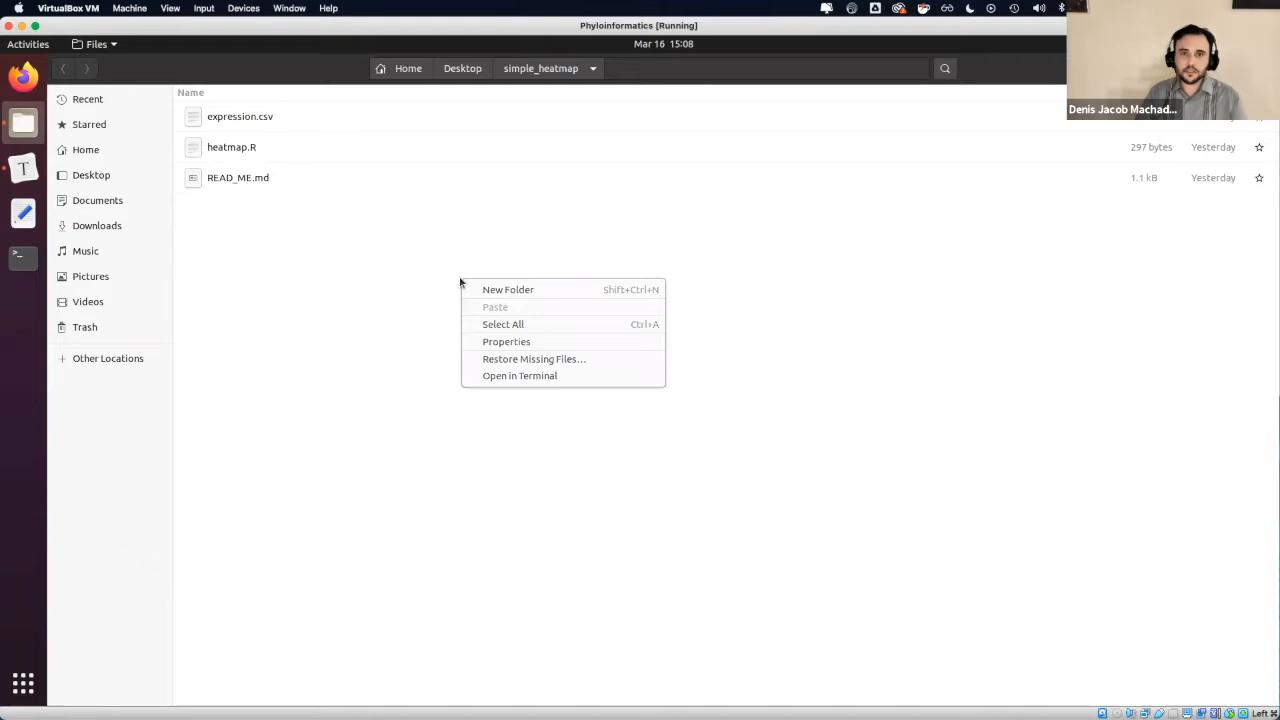 VirtualBox VM Machine View Input Devices Window Help
Phyloinformatics [Running]
Activities Files Mar 16 15:08
Home Desktop simple_heatmap
Denis Jacob Machad...
Name
Recent
Starred
Home
Desktop
Documents
Downloads
Music
Pictures
Videos
Trash
Other Locations
expression.csv
heatmap.R 297 bytes Yesterday
READ_ME.md 1.1 kB Yesterday
New Folder Shift+Ctrl+N
Paste
Select All Ctrl+A
Properties
Restore Missing Files…
Open in Terminal
Left ⌘